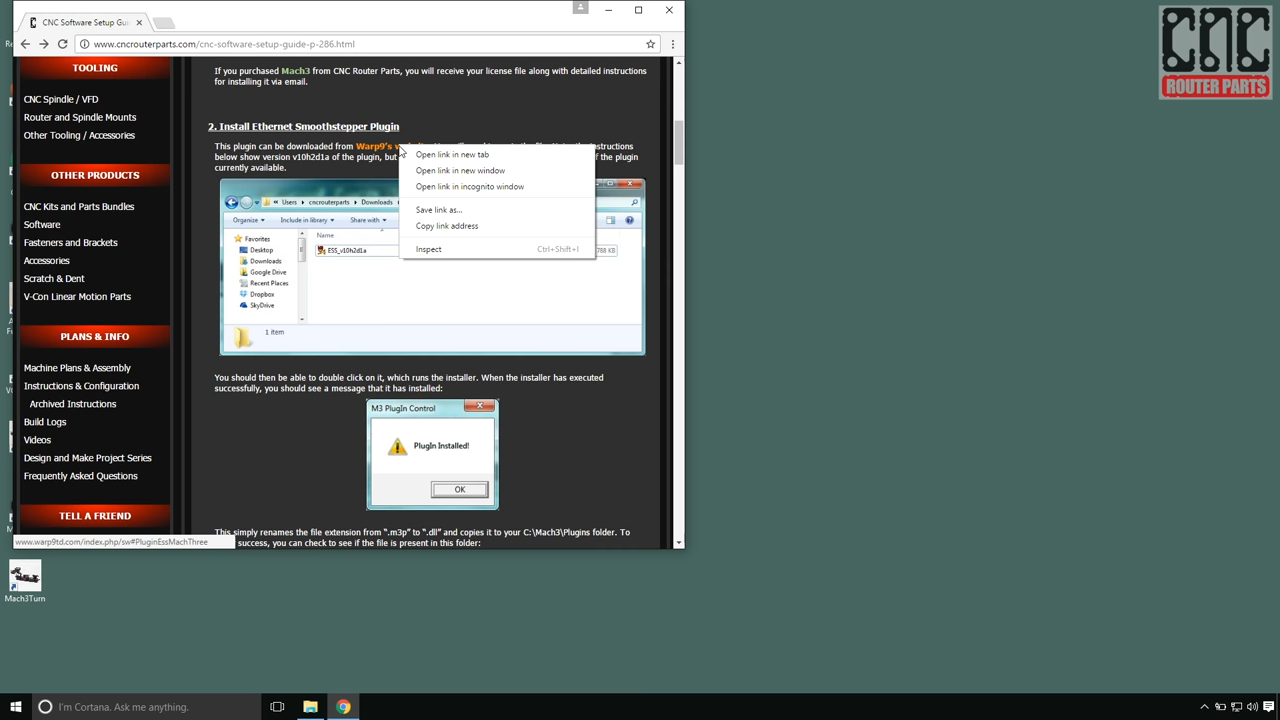 CNC Software Setup Gui
www.cncrouterparts.com/cnc-software-setup-guide-p-286.html
CNC
ROUTER PARTS
TOOLING
CNC Spindle / VFD
Router and Spindle Mounts
Other Tooling / Accessories
OTHER PRODUCTS
CNC Kits and Parts Bundles
Software
Fasteners and Brackets
Accessories
Scratch & Dent
V-Con Linear Motion Parts
PLANS & INFO
Machine Plans & Assembly
Instructions & Configuration
Archived Instructions
Build Logs
Videos
Design and Make Project Series
Frequently Asked Questions
TELL A FRIEND
If you purchased Mach3 from CNC Router Parts, you will receive your license file along with detailed instructions
for installing it via email.
2. Install Ethernet Smoothstepper Plugin
This plugin can be downloaded from Warp9's
below show version v10h2d1a of the plugin, but of the plugin
currently available.
Open link in new tab
Open link in new window
Open link in incognito window
Save link as...
Copy link address
Inspect Ctrl+Shift+I
Users cncrouterparts Downloads
Organize Include in library Share with
Favorites
Desktop
Downloads
Google Drive
Recent Places
Dropbox
SkyDrive
Name
ESS_v10h2d1a
788 KB
1 item
You should then be able to double click on it, which runs the installer. When the installer has executed
successfully, you should see a message that it has installed:
M3 PlugIn Control
PlugIn Installed!
OK
This simply renames the file extension from “.m3p” to “.dll” and copies it to your C:\Mach3\Plugins folder. To
success, you can check to see if the file is present in this folder:
www.warp9td.com/index.php/sw#PluginEssMachThree
Mach3Turn
I'm Cortana. Ask me anything.